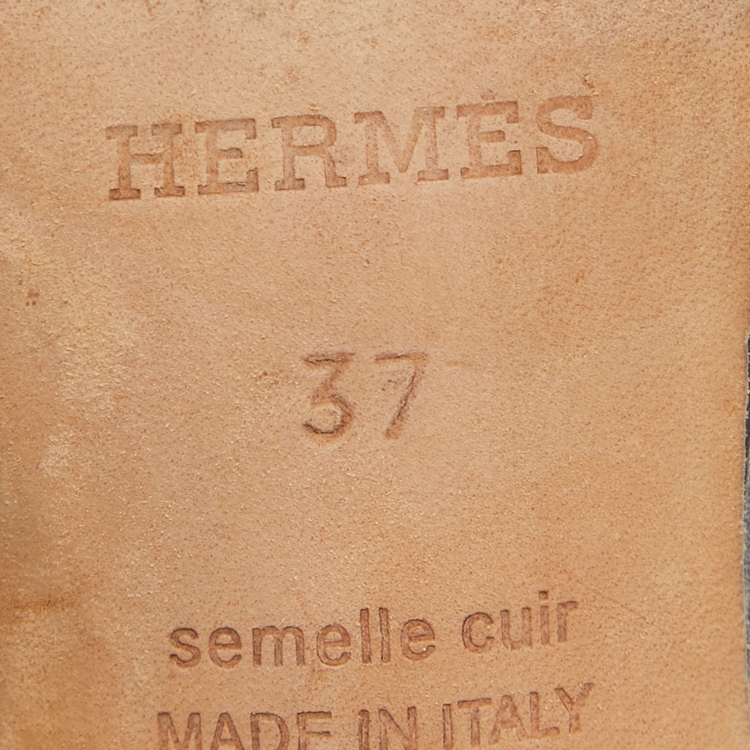 HERMÈS
37
semelle cuir
MADE IN ITALY